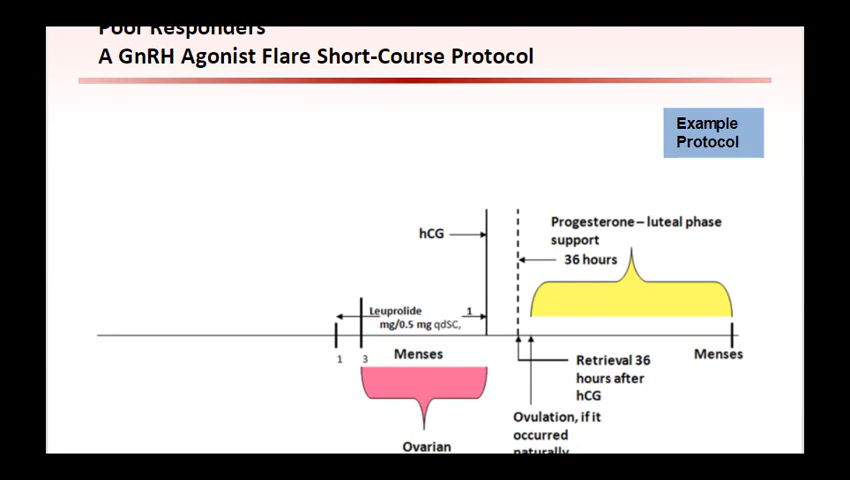 Poor Responders
A GnRH Agonist Flare Short-Course Protocol
Example
Protocol
Progesterone – luteal phase
support
hCG
36 hours
Leuprolide 1
mg/0.5 mg qdSC,
1 3
Menses
Menses
Retrieval 36
hours after
hCG
Ovulation, if it
occurred
naturally
Ovarian